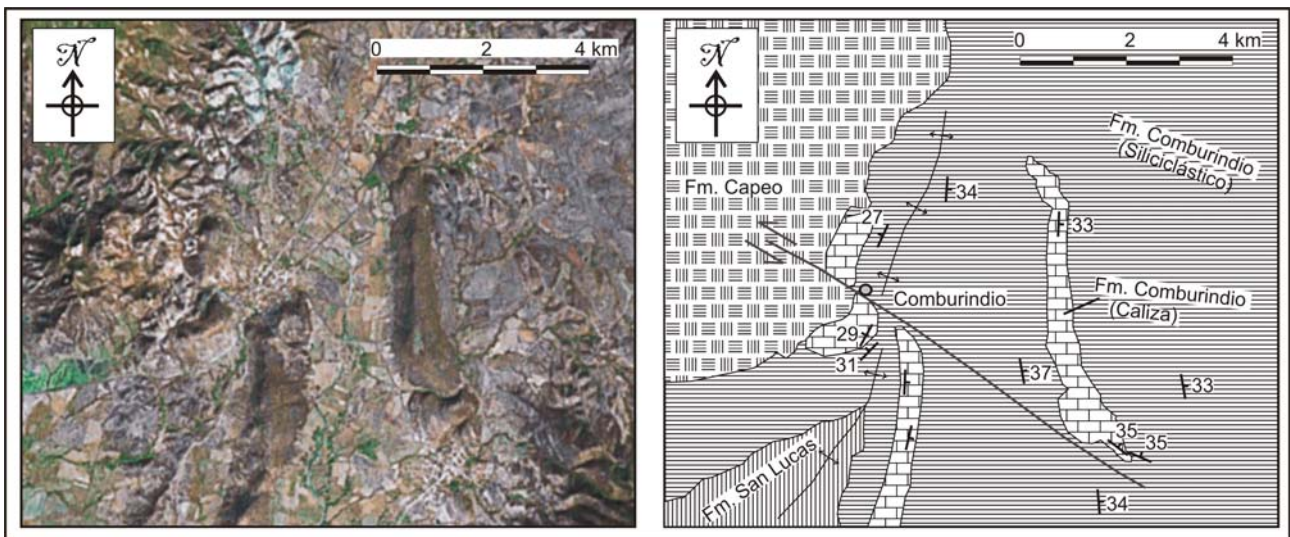 N
0 2 4 km
N
0 2 4 km
Fm. Comburindio
(Siliciclástico)
34
Fm. Capeo
27
33
Comburindio
Fm. Comburindio
(Caliza)
29
31
37
33
35
35
Fm. San Lucas
34